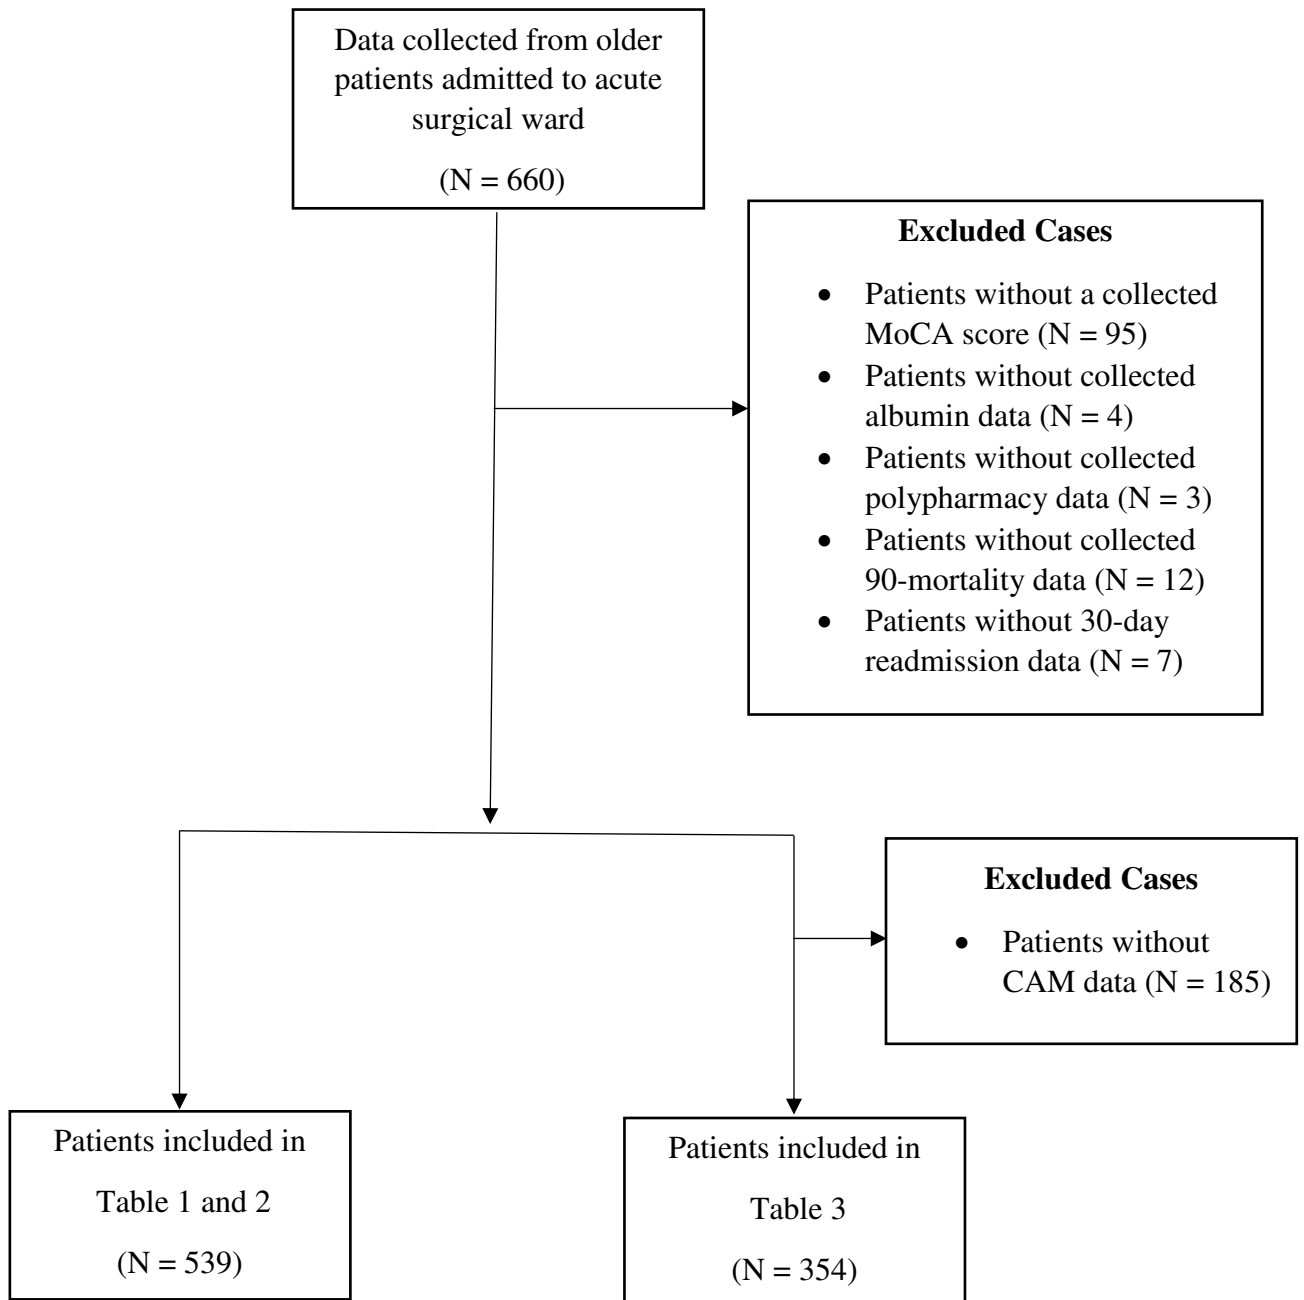 Data collected from older
patients admitted to acute
surgical ward
(N = 660)
Excluded Cases
• Patients without a collected
MoCA score (N = 95)
• Patients without collected
albumin data (N = 4)
• Patients without collected
polypharmacy data (N = 3)
• Patients without collected
90-mortality data (N = 12)
• Patients without 30-day
readmission data (N = 7)
Excluded Cases
• Patients without
CAM data (N = 185)
Patients included in
Table 1 and 2
(N = 539)
Patients included in
Table 3
(N = 354)